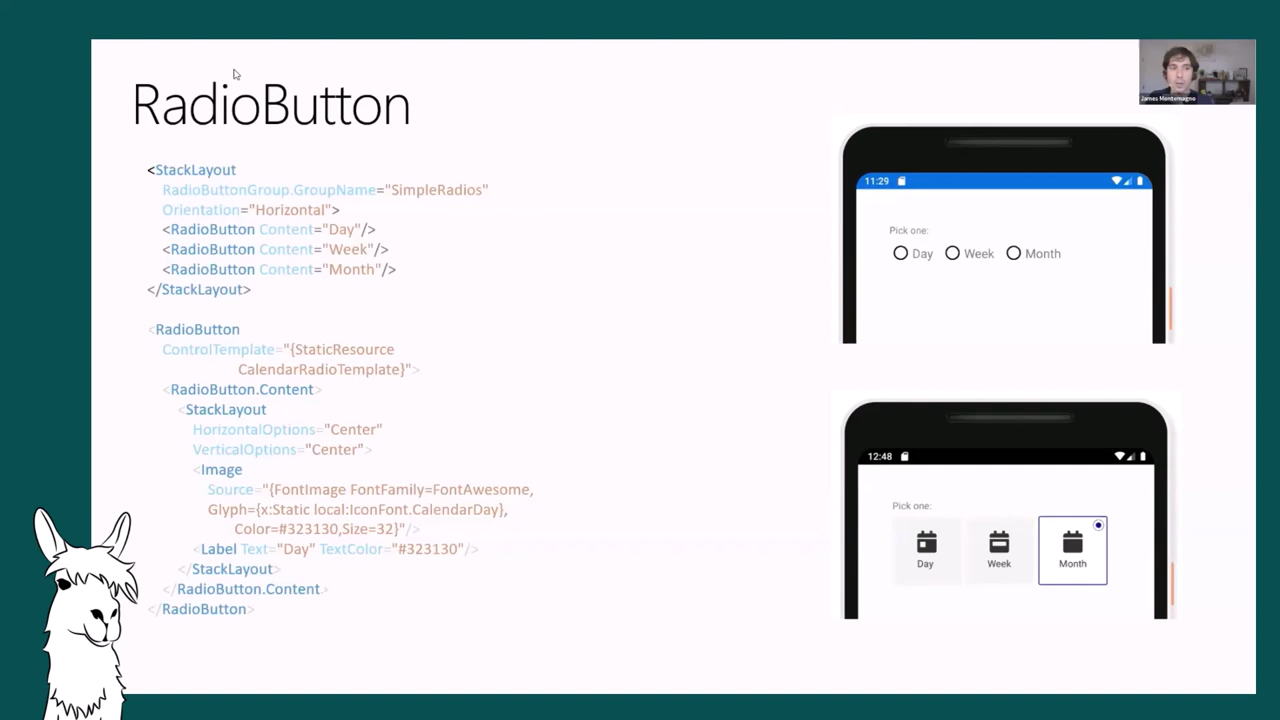 RadioButton
<StackLayout
RadioButtonGroup.GroupName="SimpleRadios"
Orientation="Horizontal">
<RadioButton Content="Day"/>
<RadioButton Content="Week"/>
<RadioButton Content="Month"/>
</StackLayout>
<RadioButton
ControlTemplate="{StaticResource
CalendarRadioTemplate}">
<RadioButton.Content>
<StackLayout
HorizontalOptions="Center"
VerticalOptions="Center">
<Image
Source="{FontImage FontFamily=FontAwesome,
Glyph={x:Static local:IconFont.CalendarDay},
Color=#323130,Size=32}"/>
<Label Text="Day" TextColor="#323130"/>
</StackLayout>
</RadioButton.Content>
</RadioButton>
James Montemagno
11:29
Pick one:
Day Week Month
12:48
Pick one:
Day Week Month